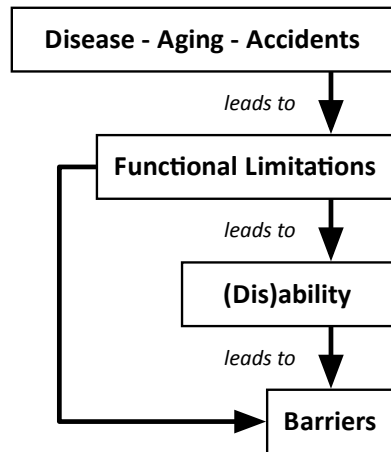 Disease - Aging - Accidents
leads to
Functional Limitations
leads to
(Dis)ability
leads to
Barriers